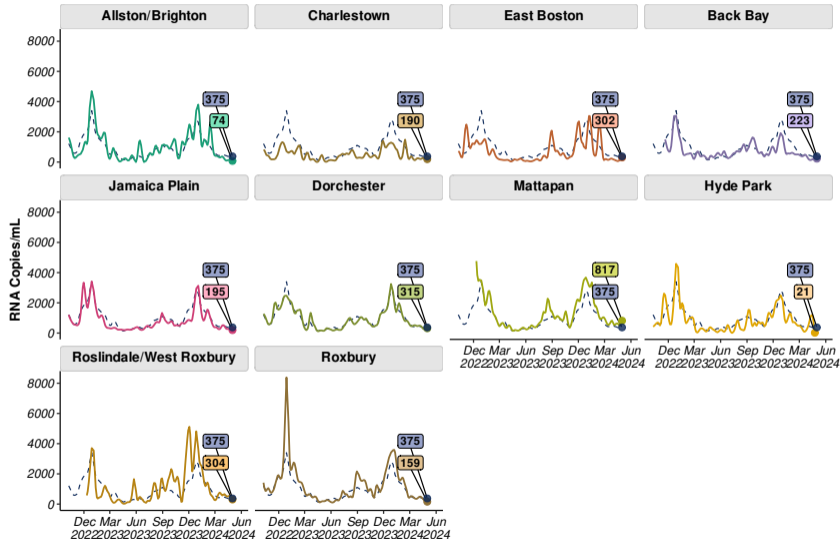 Allston/Brighton Charlestown East Boston Back Bay
8000
6000
4000
2000
0
375 375 375 375
74 190 302 223
Jamaica Plain Dorchester Mattapan Hyde Park
RNA Copies/mL
8000
6000
4000
2000
0
375 375 817 375
195 315 375 21
Dec Mar Jun Sep Dec Mar Jun Dec Mar Jun Sep Dec Mar Jun
2022 2023 2023 2023 2023 2024 2024 2022 2023 2023 2023 2023 2024 2024
Roslindale/West Roxbury Roxbury
8000
6000
4000
2000
0
375 375
304 159
Dec Mar Jun Sep Dec Mar Jun Dec Mar Jun Sep Dec Mar Jun
2022 2023 2023 2023 2023 2024 2024 2022 2023 2023 2023 2023 2024 2024